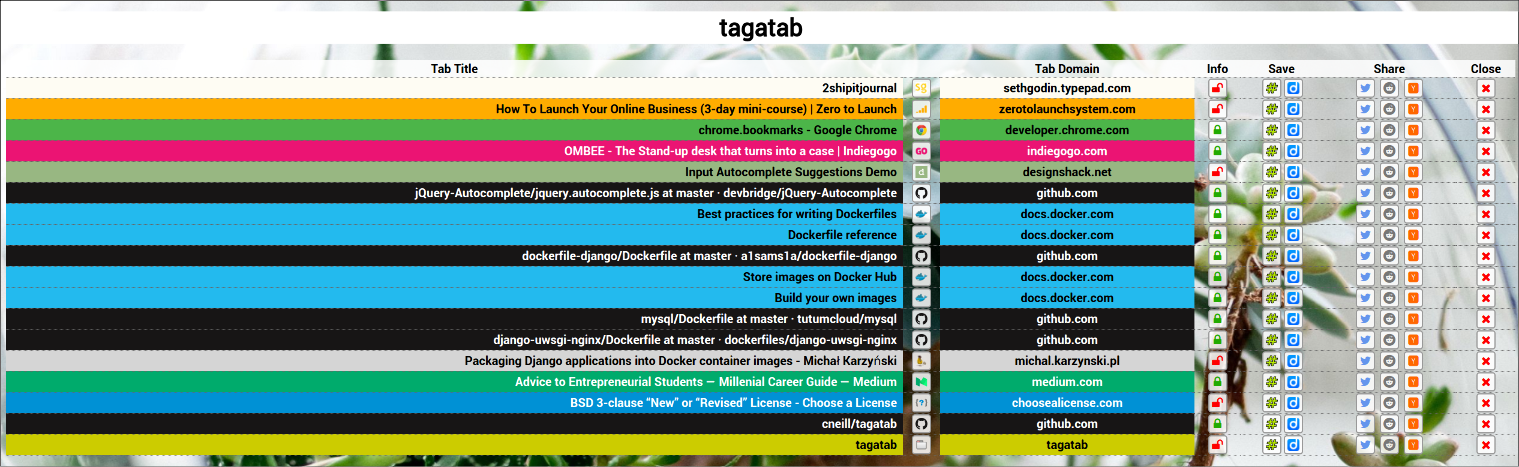 tagatab
Tab Title Tab Domain Info Save Share Close
2shipitjournal sg sethgodin.typepad.com
How To Launch Your Online Business (3-day mini-course) | Zero to Launch zerotolaunchsystem.com
chrome.bookmarks - Google Chrome developer.chrome.com
OMBEE - The Stand-up desk that turns into a case | Indiegogo GO indiegogo.com
Input Autocomplete Suggestions Demo d designshack.net
jQuery-Autocomplete/jquery.autocomplete.js at master · devbridge/jQuery-Autocomplete github.com
Best practices for writing Dockerfiles docs.docker.com
Dockerfile reference docs.docker.com
dockerfile-django/Dockerfile at master · a1sams1a/dockerfile-django github.com
Store images on Docker Hub docs.docker.com
Build your own images docs.docker.com
mysql/Dockerfile at master · tutumcloud/mysql github.com
django-uwsgi-nginx/Dockerfile at master · dockerfiles/django-uwsgi-nginx github.com
Packaging Django applications into Docker container images - Michał Karzyński michal.karzynski.pl
Advice to Entrepreneurial Students — Millenial Career Guide — Medium medium.com
BSD 3-clause “New” or “Revised” License - Choose a License {?} choosealicense.com
cneill/tagatab github.com
tagatab tagatab